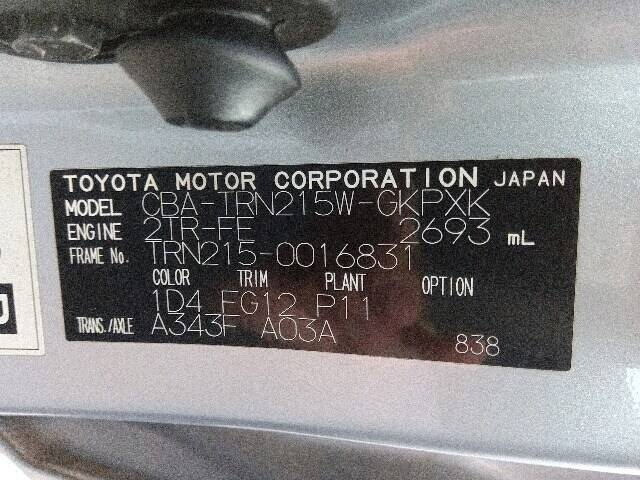 TOYOTA MOTOR CORPORATION JAPAN
MODEL CBA-TRN215W-GKPXK
ENGINE 2TR-FE 2693 mL
FRAME No. TRN215-0016831
COLOR TRIM PLANT OPTION
1D4 FG12 P11
TRANS./AXLE A343F A03A
838